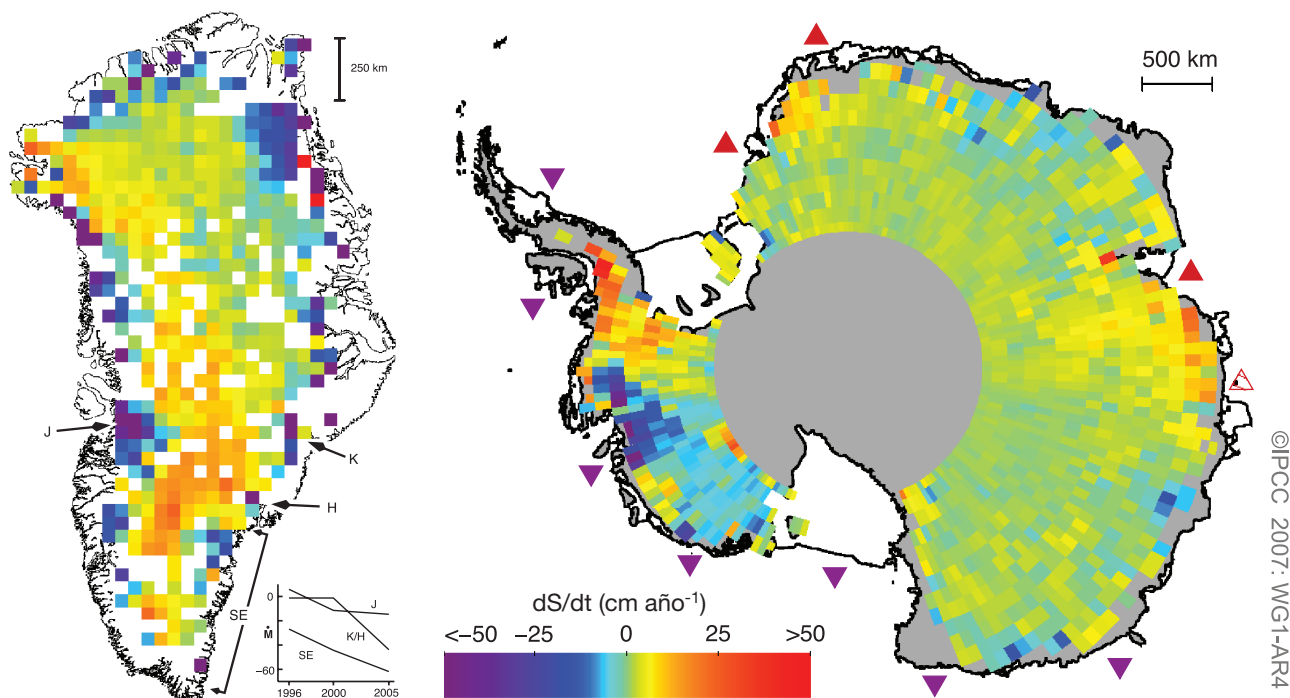 250 km
500 km
J
K
H
SE
0
J
K/H
M̈
SE
−60
1996 2000 2005
dS/dt (cm año⁻¹)
<−50 −25 0 25 >50
©IPCC 2007: WG1-AR4